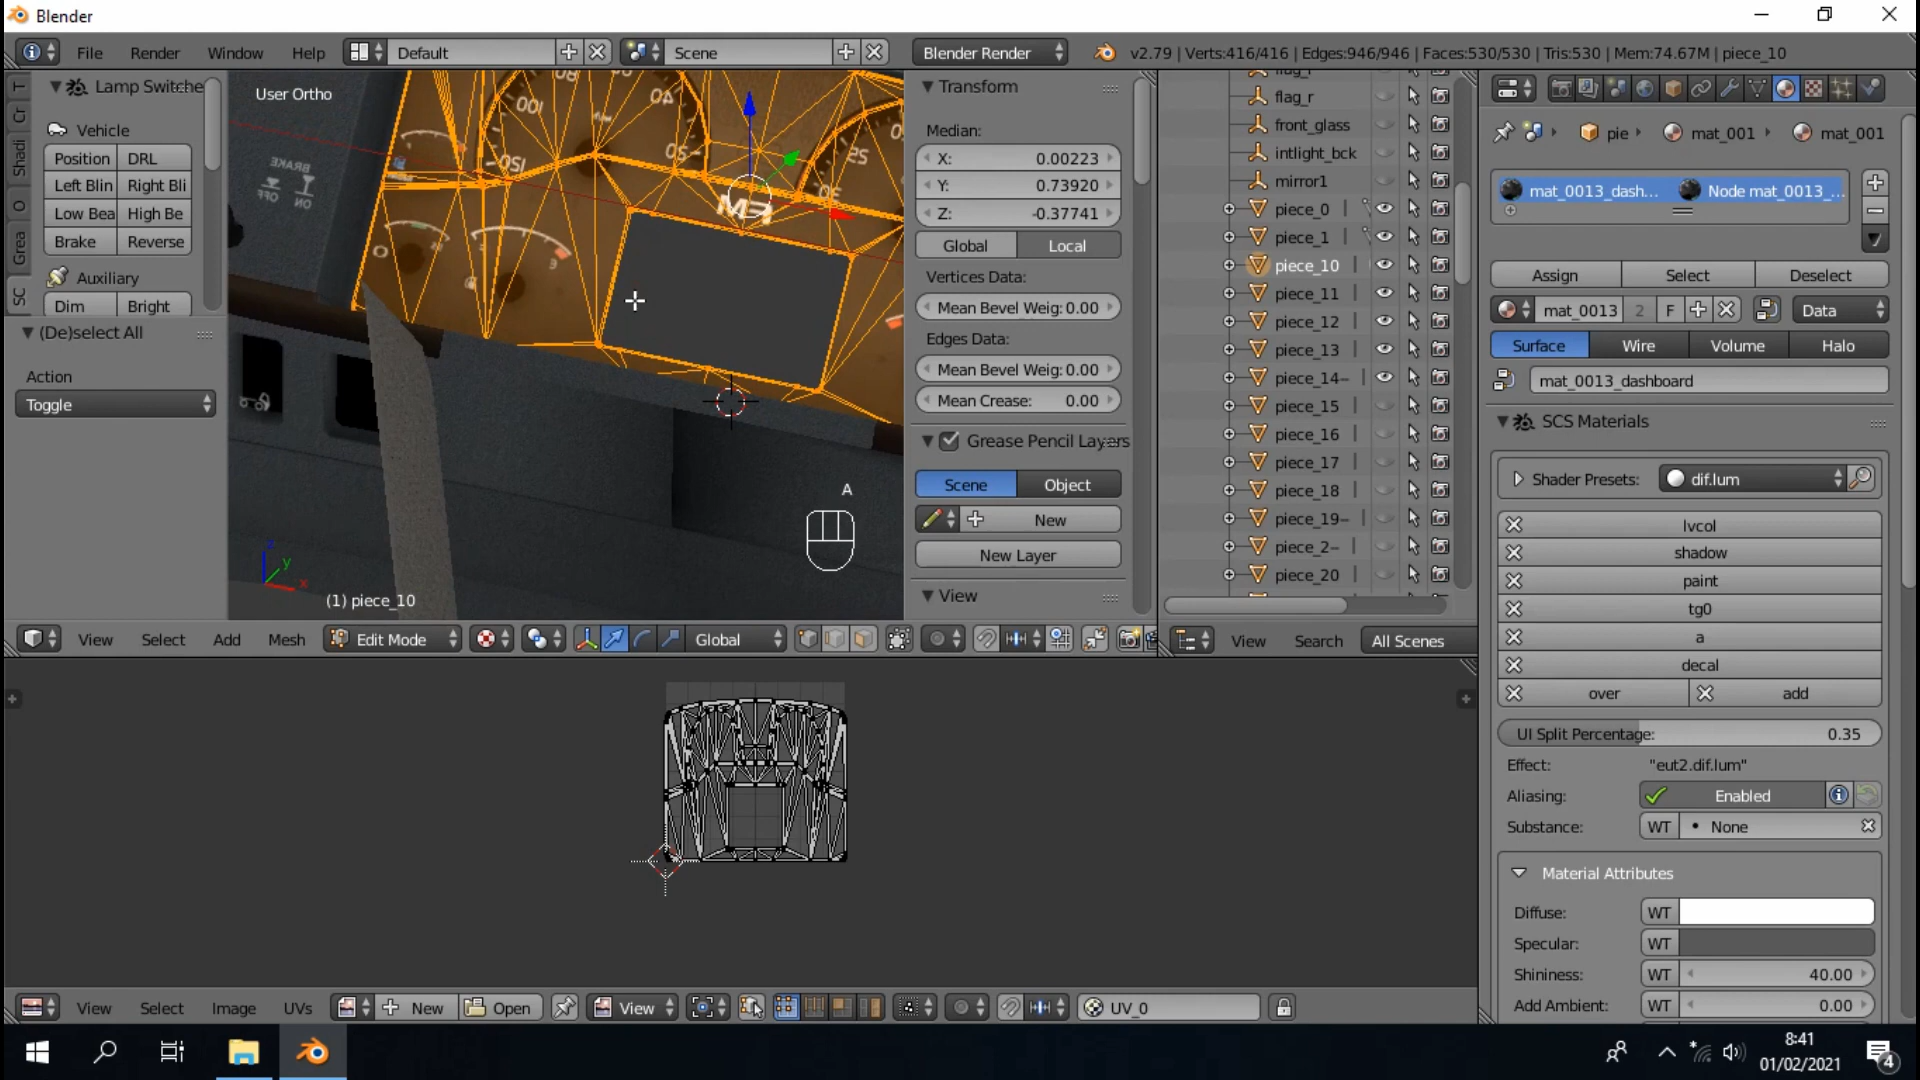 Blender
File Render Window Help Default Scene Blender Render v2.79 | Verts:416/416 | Edges:946/946 | Faces:530/530 | Tris:530 | Mem:74.67M | piece_10
T
Cr
Shadi
O
Grea
SC
Lamp Switche
Vehicle
Position DRL
Left Blin Right Bli
Low Bea High Be
Brake Reverse
Auxiliary
Dim Bright
(De)select All
Action
Toggle
User Ortho
(1) piece_10
A
Transform
Median:
X: 0.00223
Y: 0.73920
Z: -0.37741
Global Local
Vertices Data:
Mean Bevel Weig: 0.00
Edges Data:
Mean Bevel Weig: 0.00
Mean Crease: 0.00
Grease Pencil Layers
Scene Object
New
New Layer
View
flag_r
front_glass
intlight_bck
mirror1
piece_0
piece_1
piece_10
piece_11
piece_12
piece_13
piece_14
piece_15
piece_16
piece_17
piece_18
piece_19
piece_2
piece_20
pie mat_001 mat_001
mat_0013_dash... Node mat_0013_...
Assign Select Deselect
mat_0013 2 F Data
Surface Wire Volume Halo
mat_0013_dashboard
SCS Materials
Shader Presets: dif.lum
lvcol
shadow
paint
tg0
a
decal
over add
UI Split Percentage: 0.35
Effect: "eut2.dif.lum"
Aliasing: Enabled
Substance: WT None
Material Attributes
Diffuse: WT
Specular: WT
Shininess: WT 40.00
Add Ambient: WT 0.00
View Select Add Mesh Edit Mode Global
View Search All Scenes
View Select Image UVs New Open View UV_0
8:41
01/02/2021
4